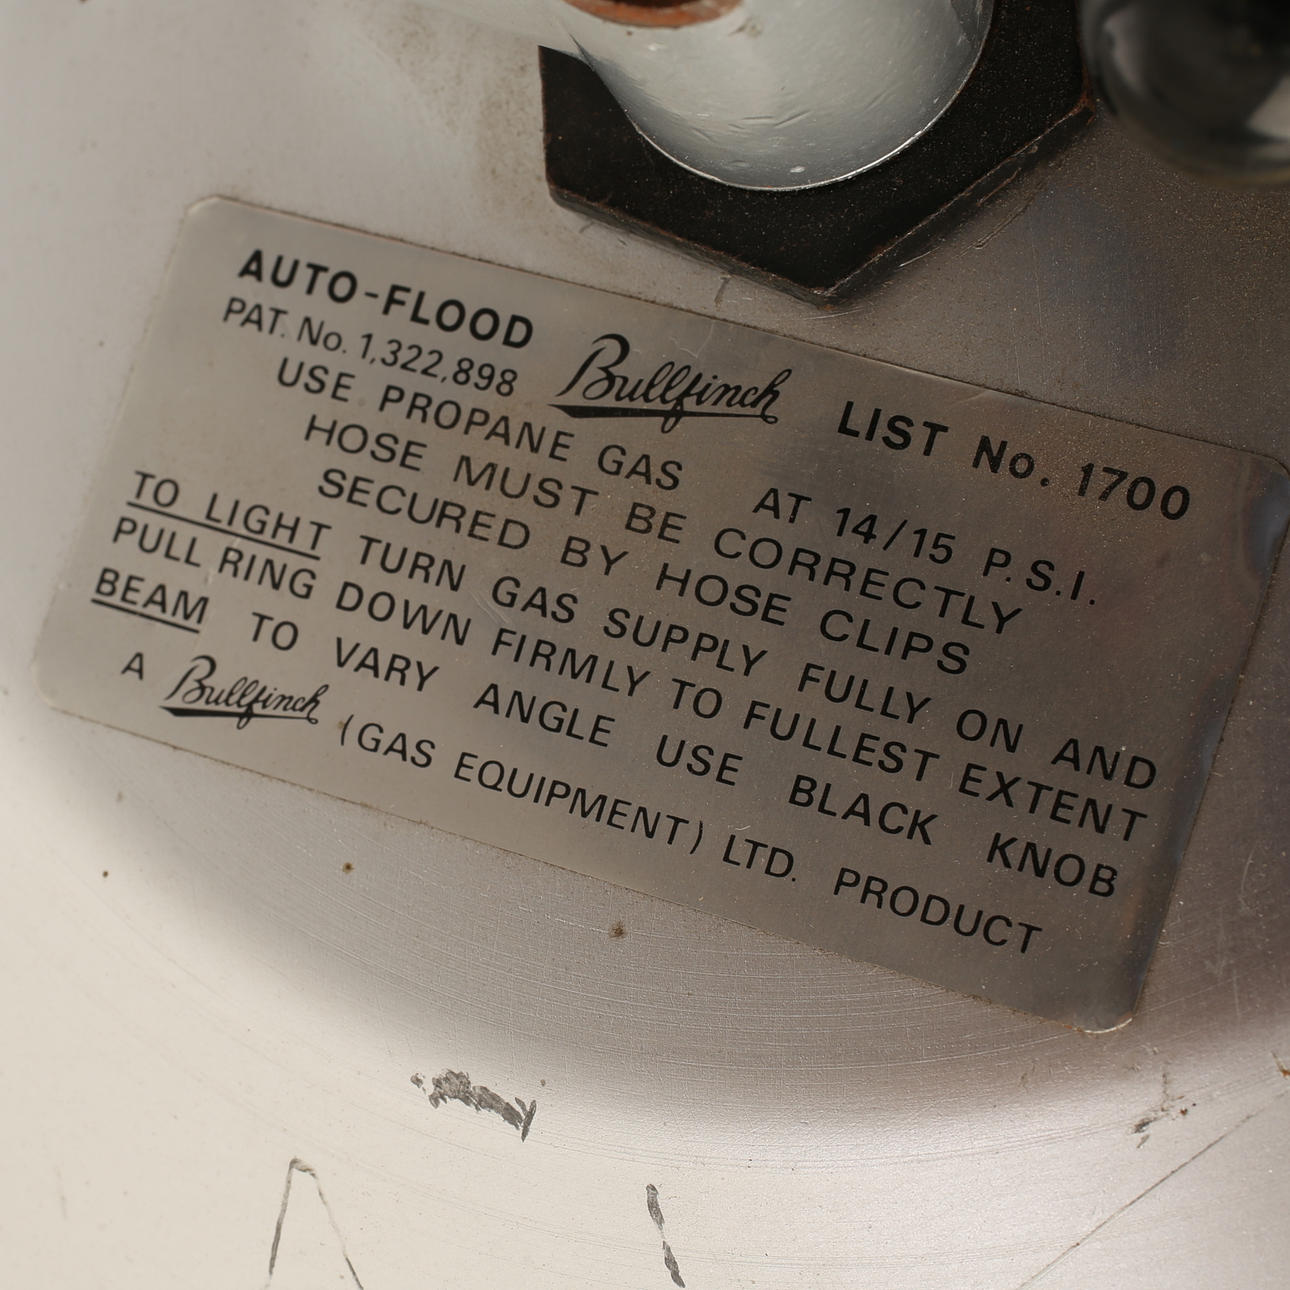 AUTO-FLOOD Bullfinch LIST No. 1700
PAT. No. 1,322,898
USE PROPANE GAS AT 14/15 P.S.I.
HOSE MUST BE CORRECTLY
SECURED BY HOSE CLIPS
TO LIGHT TURN GAS SUPPLY FULLY ON AND
PULL RING DOWN FIRMLY TO FULLEST EXTENT
BEAM TO VARY ANGLE USE BLACK KNOB
A Bullfinch (GAS EQUIPMENT) LTD. PRODUCT